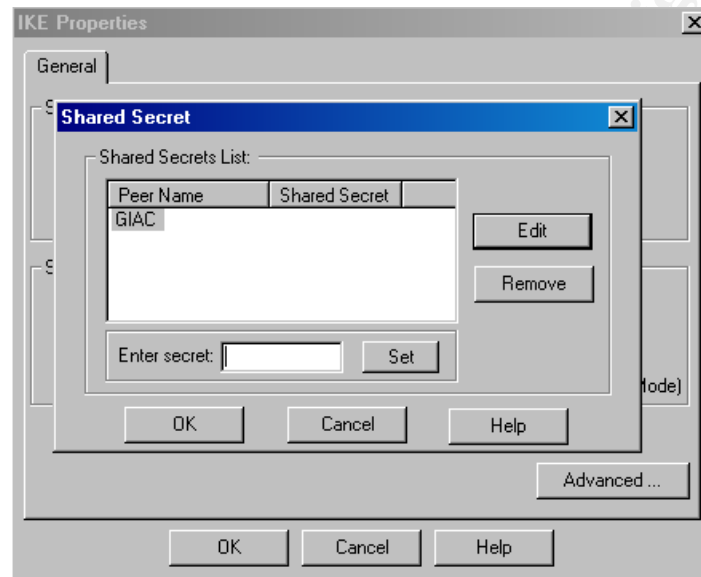 IKE Properties
General
S
Shared Secret
Shared Secrets List:
Peer Name Shared Secret
GIAC
Edit
Remove
S
Enter secret: Set
Mode)
OK Cancel Help
Advanced ...
OK Cancel Help